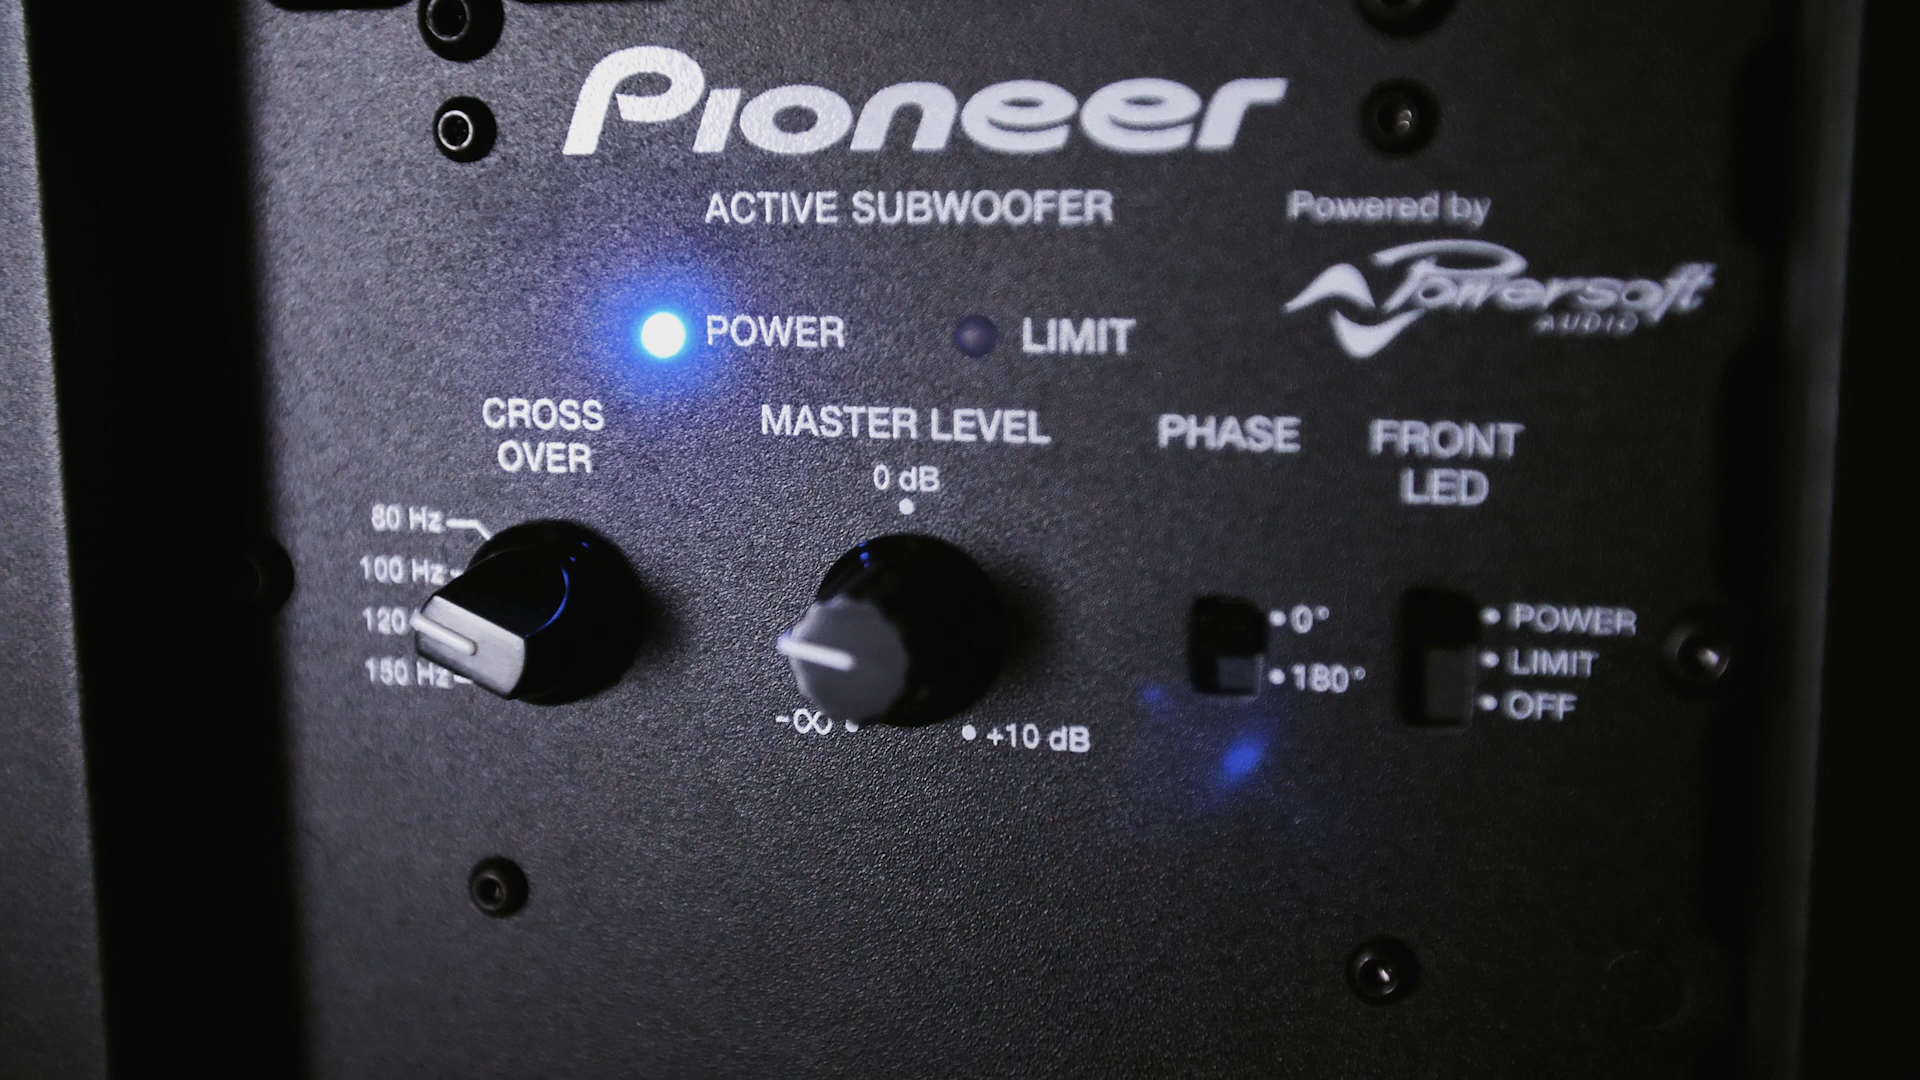 Pioneer
ACTIVE SUBWOOFER
Powered by
Powersoft
AUDIO
POWER
LIMIT
CROSS
OVER
MASTER LEVEL
PHASE
FRONT
LED
0 dB
80 Hz
100 Hz
120
150 Hz
-∞
+10 dB
0°
180°
POWER
LIMIT
OFF